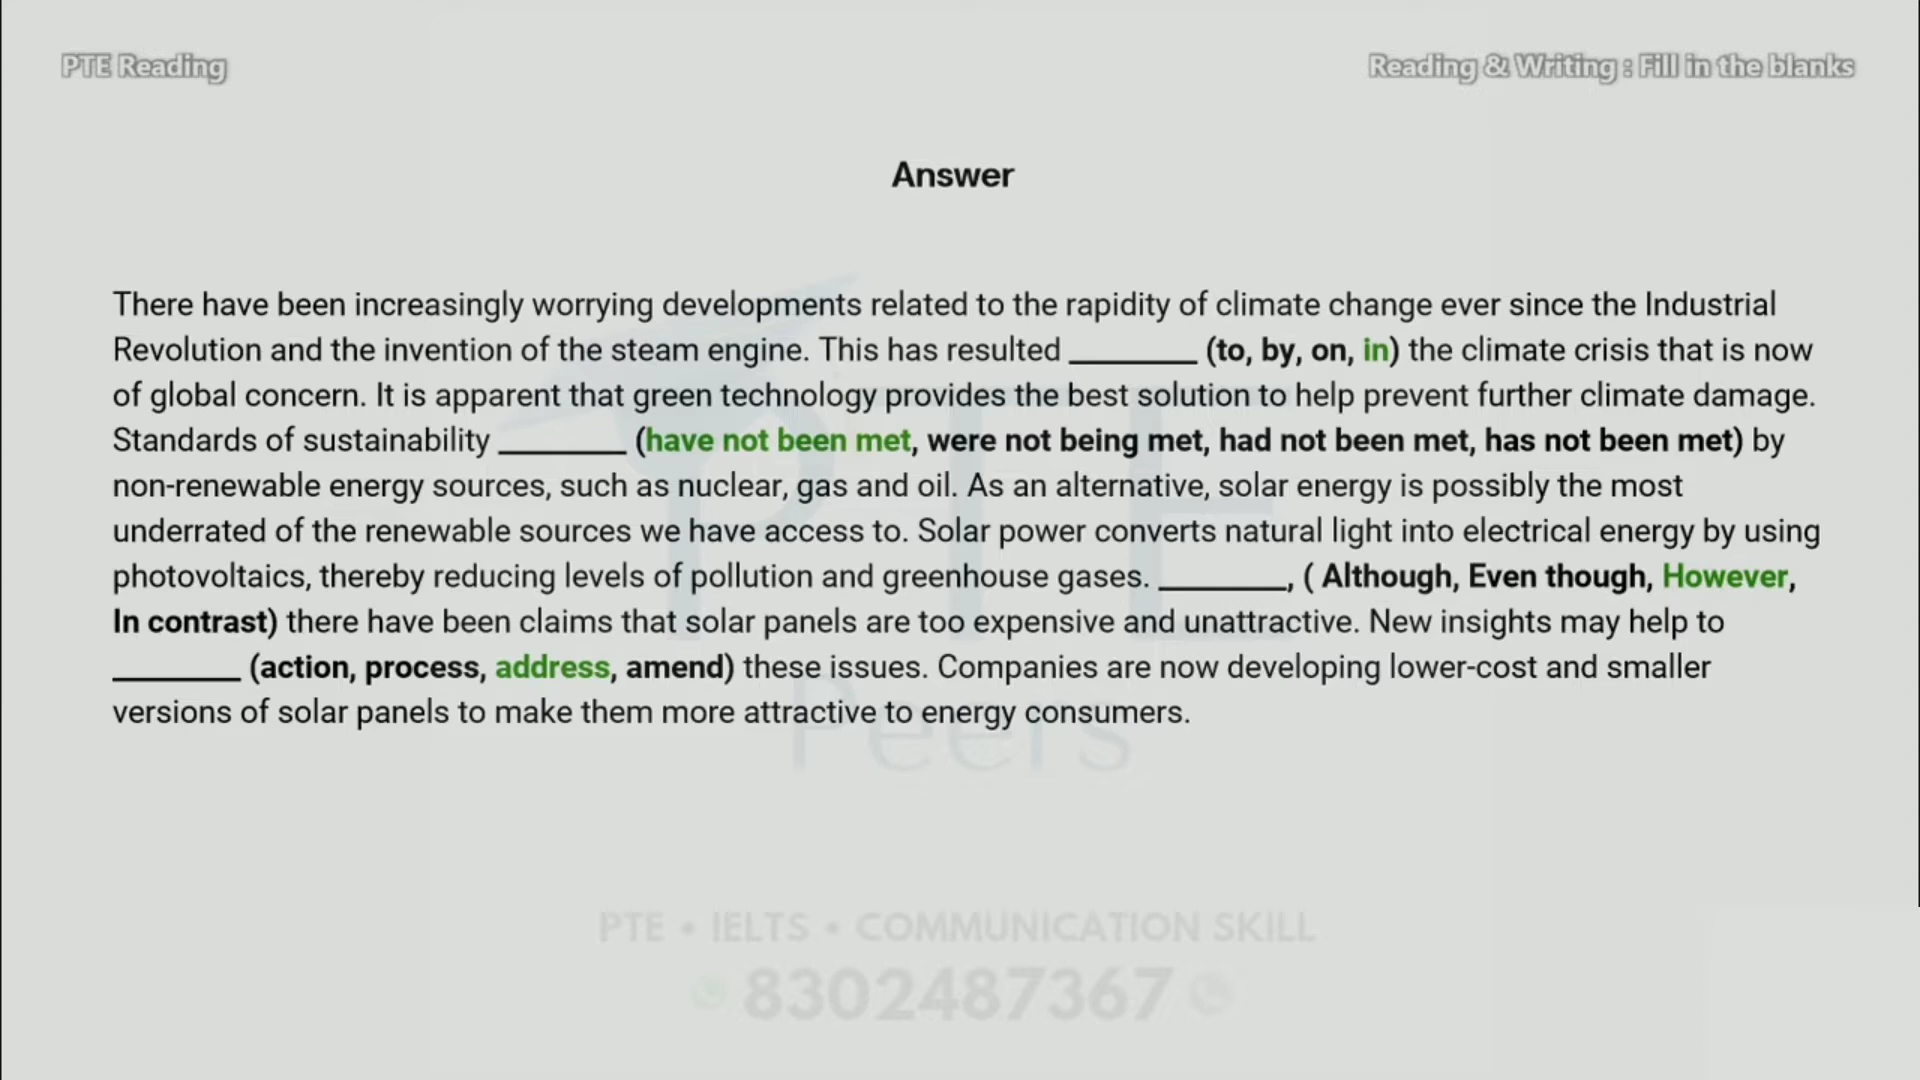 PTE Reading
Reading & Writing : Fill in the blanks
Answer
There have been increasingly worrying developments related to the rapidity of climate change ever since the Industrial
Revolution and the invention of the steam engine. This has resulted ________ (to, by, on, in) the climate crisis that is now
of global concern. It is apparent that green technology provides the best solution to help prevent further climate damage.
Standards of sustainability ________ (have not been met, were not being met, had not been met, has not been met) by
non-renewable energy sources, such as nuclear, gas and oil. As an alternative, solar energy is possibly the most
underrated of the renewable sources we have access to. Solar power converts natural light into electrical energy by using
photovoltaics, thereby reducing levels of pollution and greenhouse gases. ________, ( Although, Even though, However,
In contrast) there have been claims that solar panels are too expensive and unattractive. New insights may help to
________ (action, process, address, amend) these issues. Companies are now developing lower-cost and smaller
versions of solar panels to make them more attractive to energy consumers.
PTE
Peers
PTE • IELTS • COMMUNICATION SKILL
8302487367